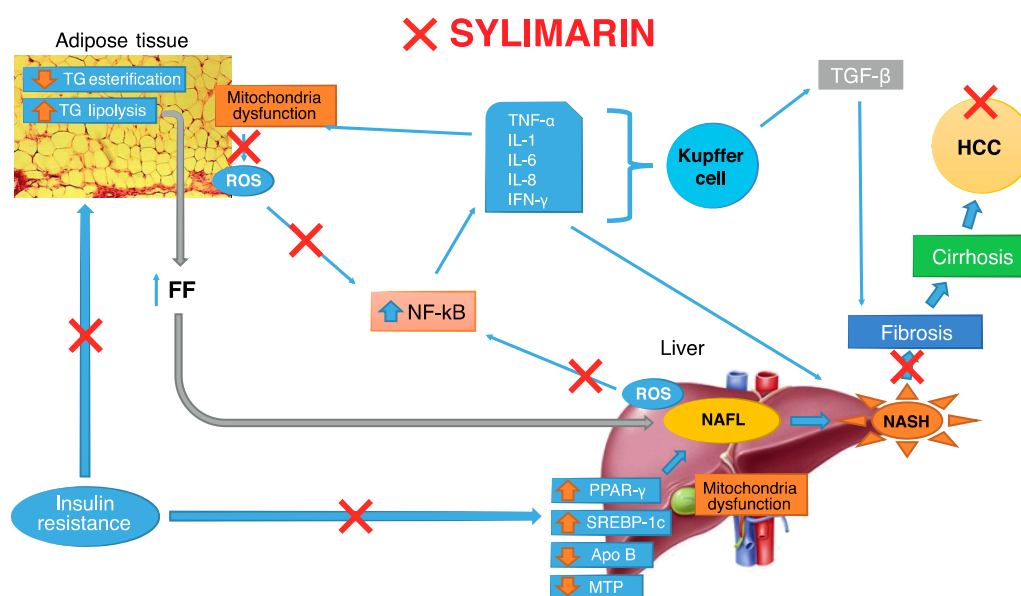 SYLIMARIN
Adipose tissue
TG esterification
TG lipolysis
Mitochondria
dysfunction
ROS
TNF-α
IL-1
IL-6
IL-8
IFN-γ
Kupffer
cell
TGF-β
HCC
Cirrhosis
Fibrosis
FF
NF-kB
Liver
ROS
NAFL
NASH
Insulin
resistance
PPAR-γ
SREBP-1c
Apo B
MTP
Mitochondria
dysfunction